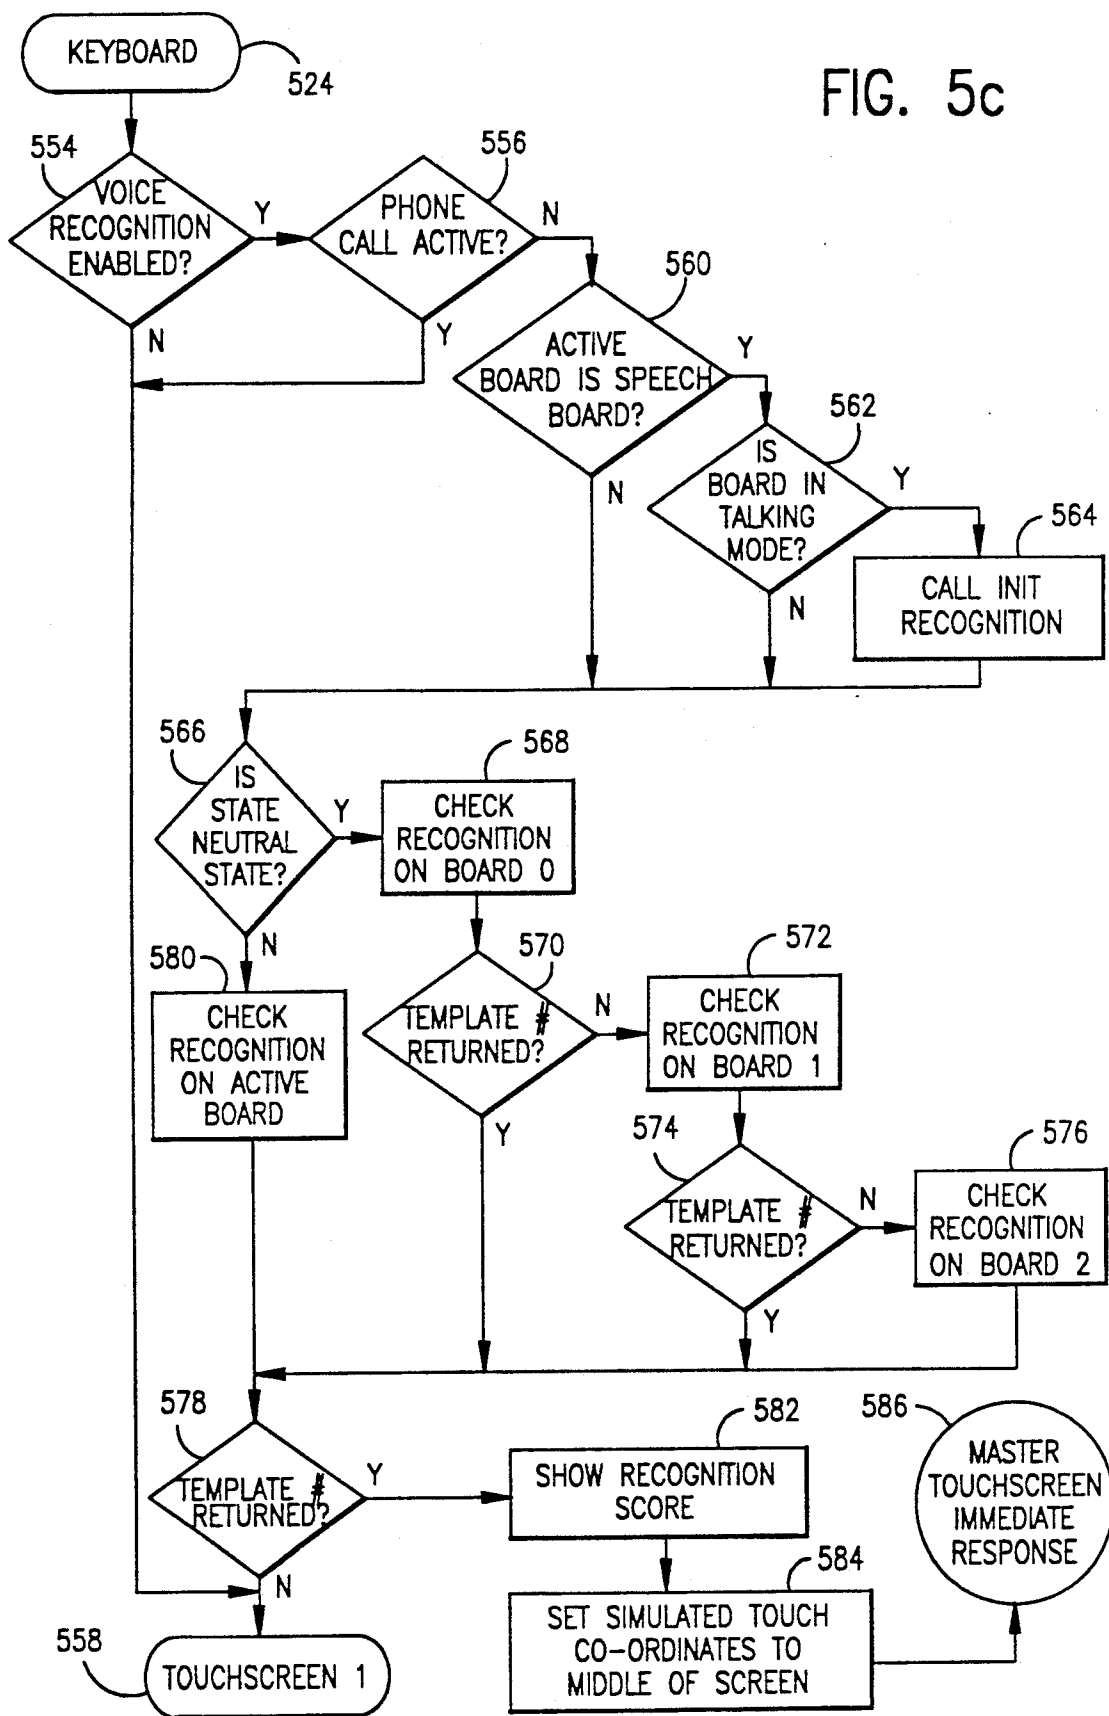 KEYBOARD
524
FIG. 5c
554
VOICE
RECOGNITION
ENABLED?
Y
N
556
PHONE
CALL ACTIVE?
N
Y
560
ACTIVE
BOARD IS SPEECH
BOARD?
Y
N
562
IS
BOARD IN
TALKING
MODE?
Y
N
564
CALL INIT
RECOGNITION
566
IS
STATE
NEUTRAL
STATE?
Y
N
568
CHECK
RECOGNITION
ON BOARD 0
580
CHECK
RECOGNITION
ON ACTIVE
BOARD
570
TEMPLATE #
RETURNED?
N
Y
572
CHECK
RECOGNITION
ON BOARD 1
574
TEMPLATE #
RETURNED?
N
Y
576
CHECK
RECOGNITION
ON BOARD 2
578
TEMPLATE #
RETURNED?
Y
N
582
SHOW RECOGNITION
SCORE
586
MASTER
TOUCHSCREEN
IMMEDIATE
RESPONSE
584
SET SIMULATED TOUCH
CO-ORDINATES TO
MIDDLE OF SCREEN
558
TOUCHSCREEN 1